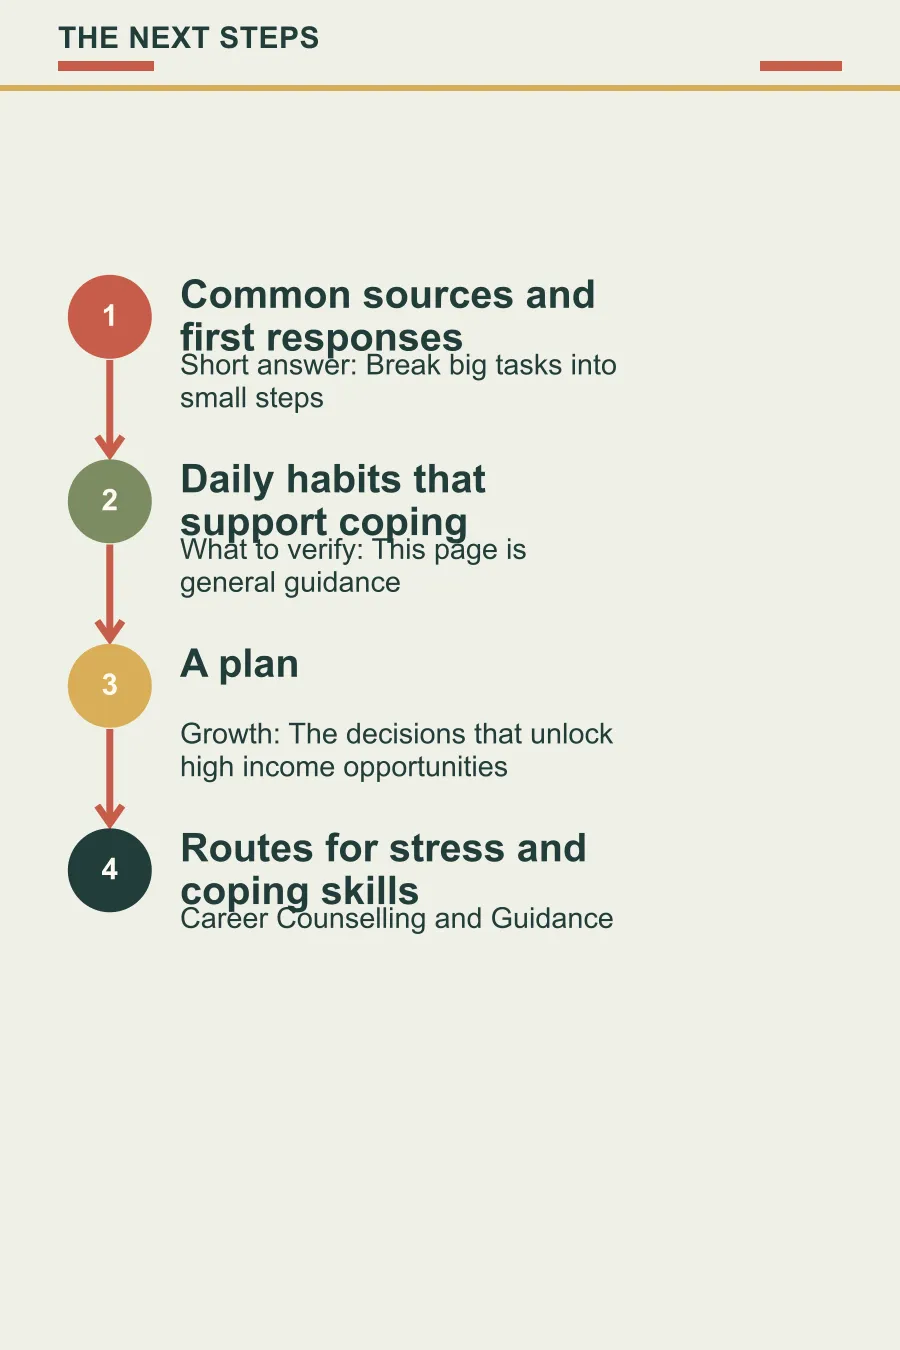 THE NEXT STEPS
1
Common sources and
first responses
Short answer: Break big tasks into
small steps
2
Daily habits that
support coping
What to verify: This page is
general guidance
3
A plan
Growth: The decisions that unlock
high income opportunities
4
Routes for stress and
coping skills
Career Counselling and Guidance